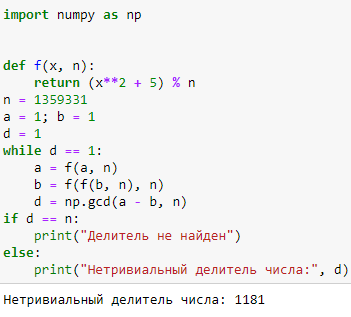 import numpy as np
def f(x, n):
    return (x**2 + 5) % n
n = 1359331
a = 1; b = 1
d = 1
while d == 1:
    a = f(a, n)
    b = f(f(b, n), n)
    d = np.gcd(a - b, n)
if d == n:
    print("Делитель не найден")
else:
    print("Нетривиальный делитель числа:", d)
Нетривиальный делитель числа: 1181